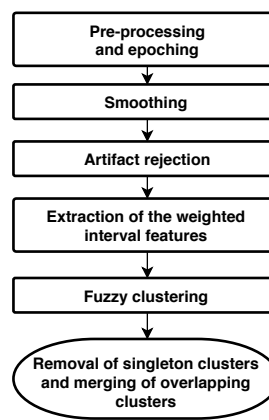 Pre-processing
and epoching
Smoothing
Artifact rejection
Extraction of the weighted
interval features
Fuzzy clustering
Removal of singleton clusters
and merging of overlapping
clusters